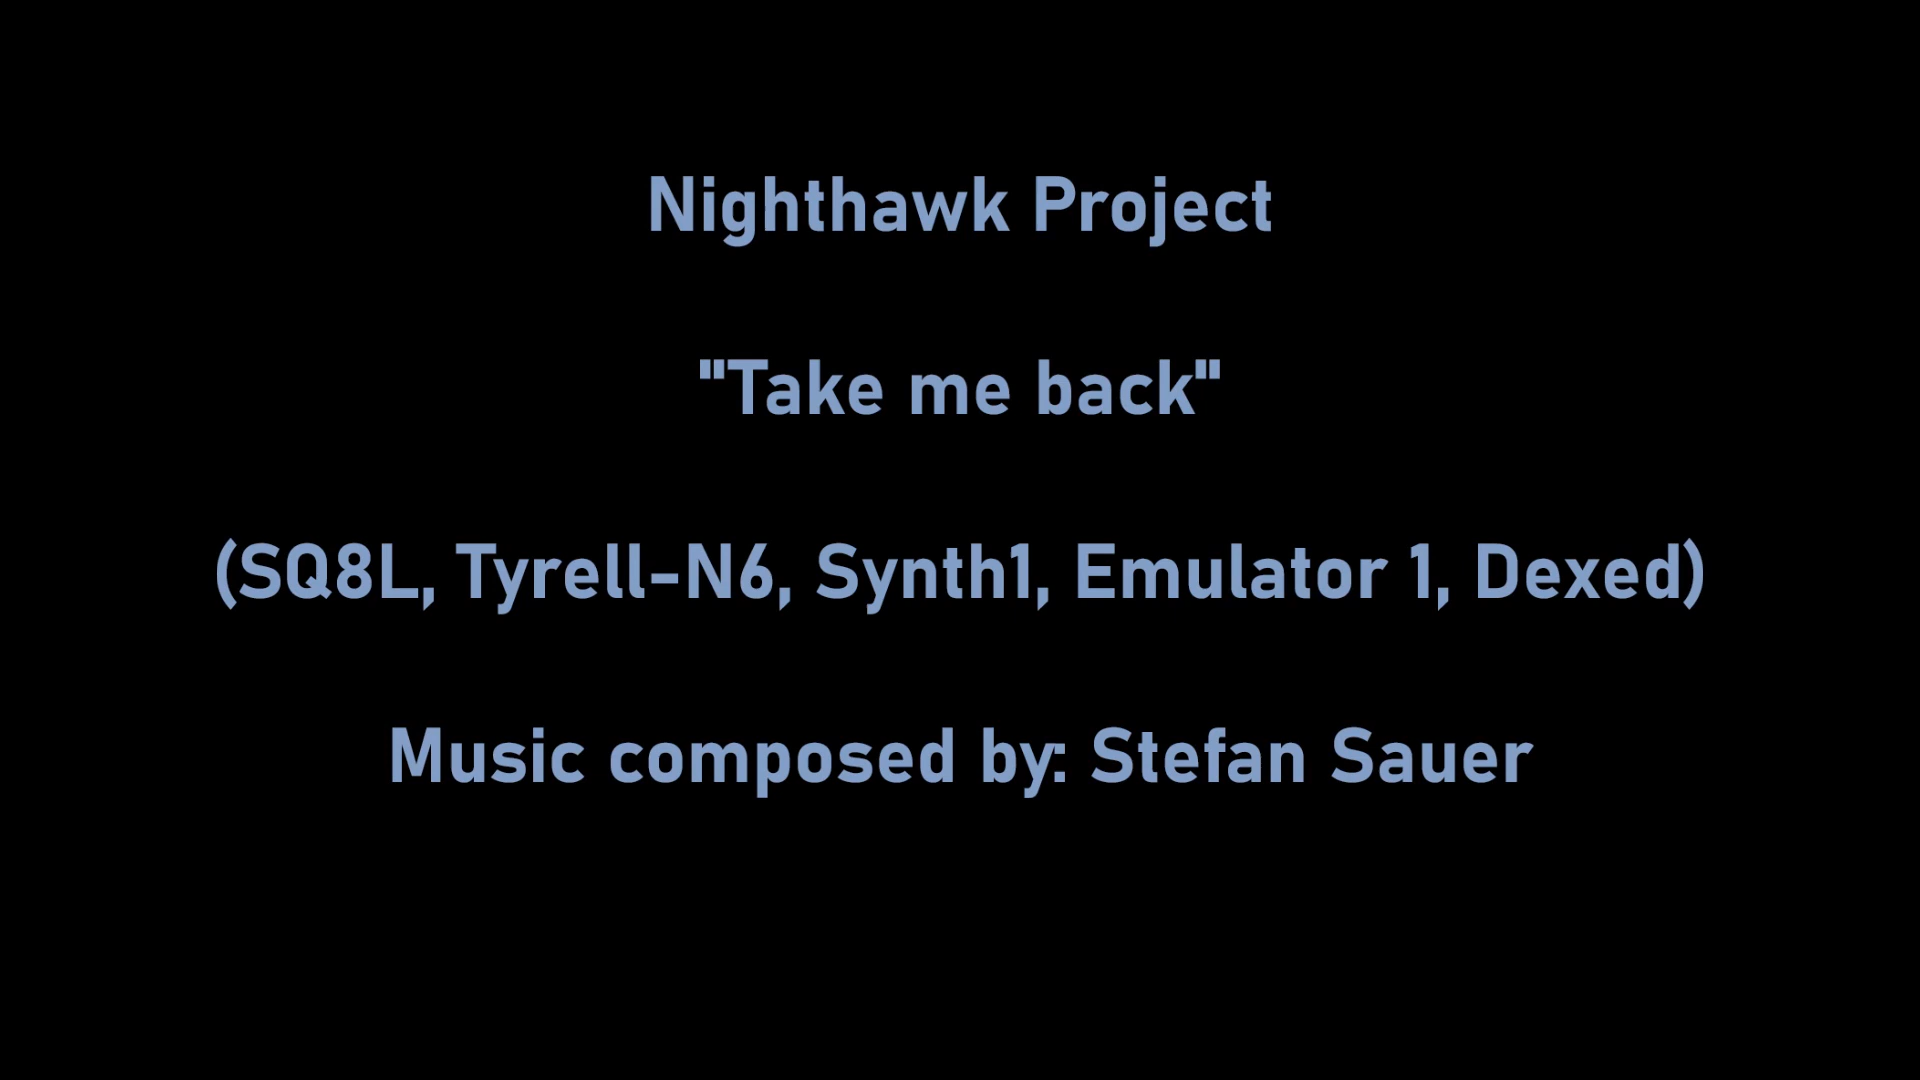 Nighthawk Project
"Take me back"
(SQ8L, Tyrell-N6, Synth1, Emulator 1, Dexed)
Music composed by: Stefan Sauer